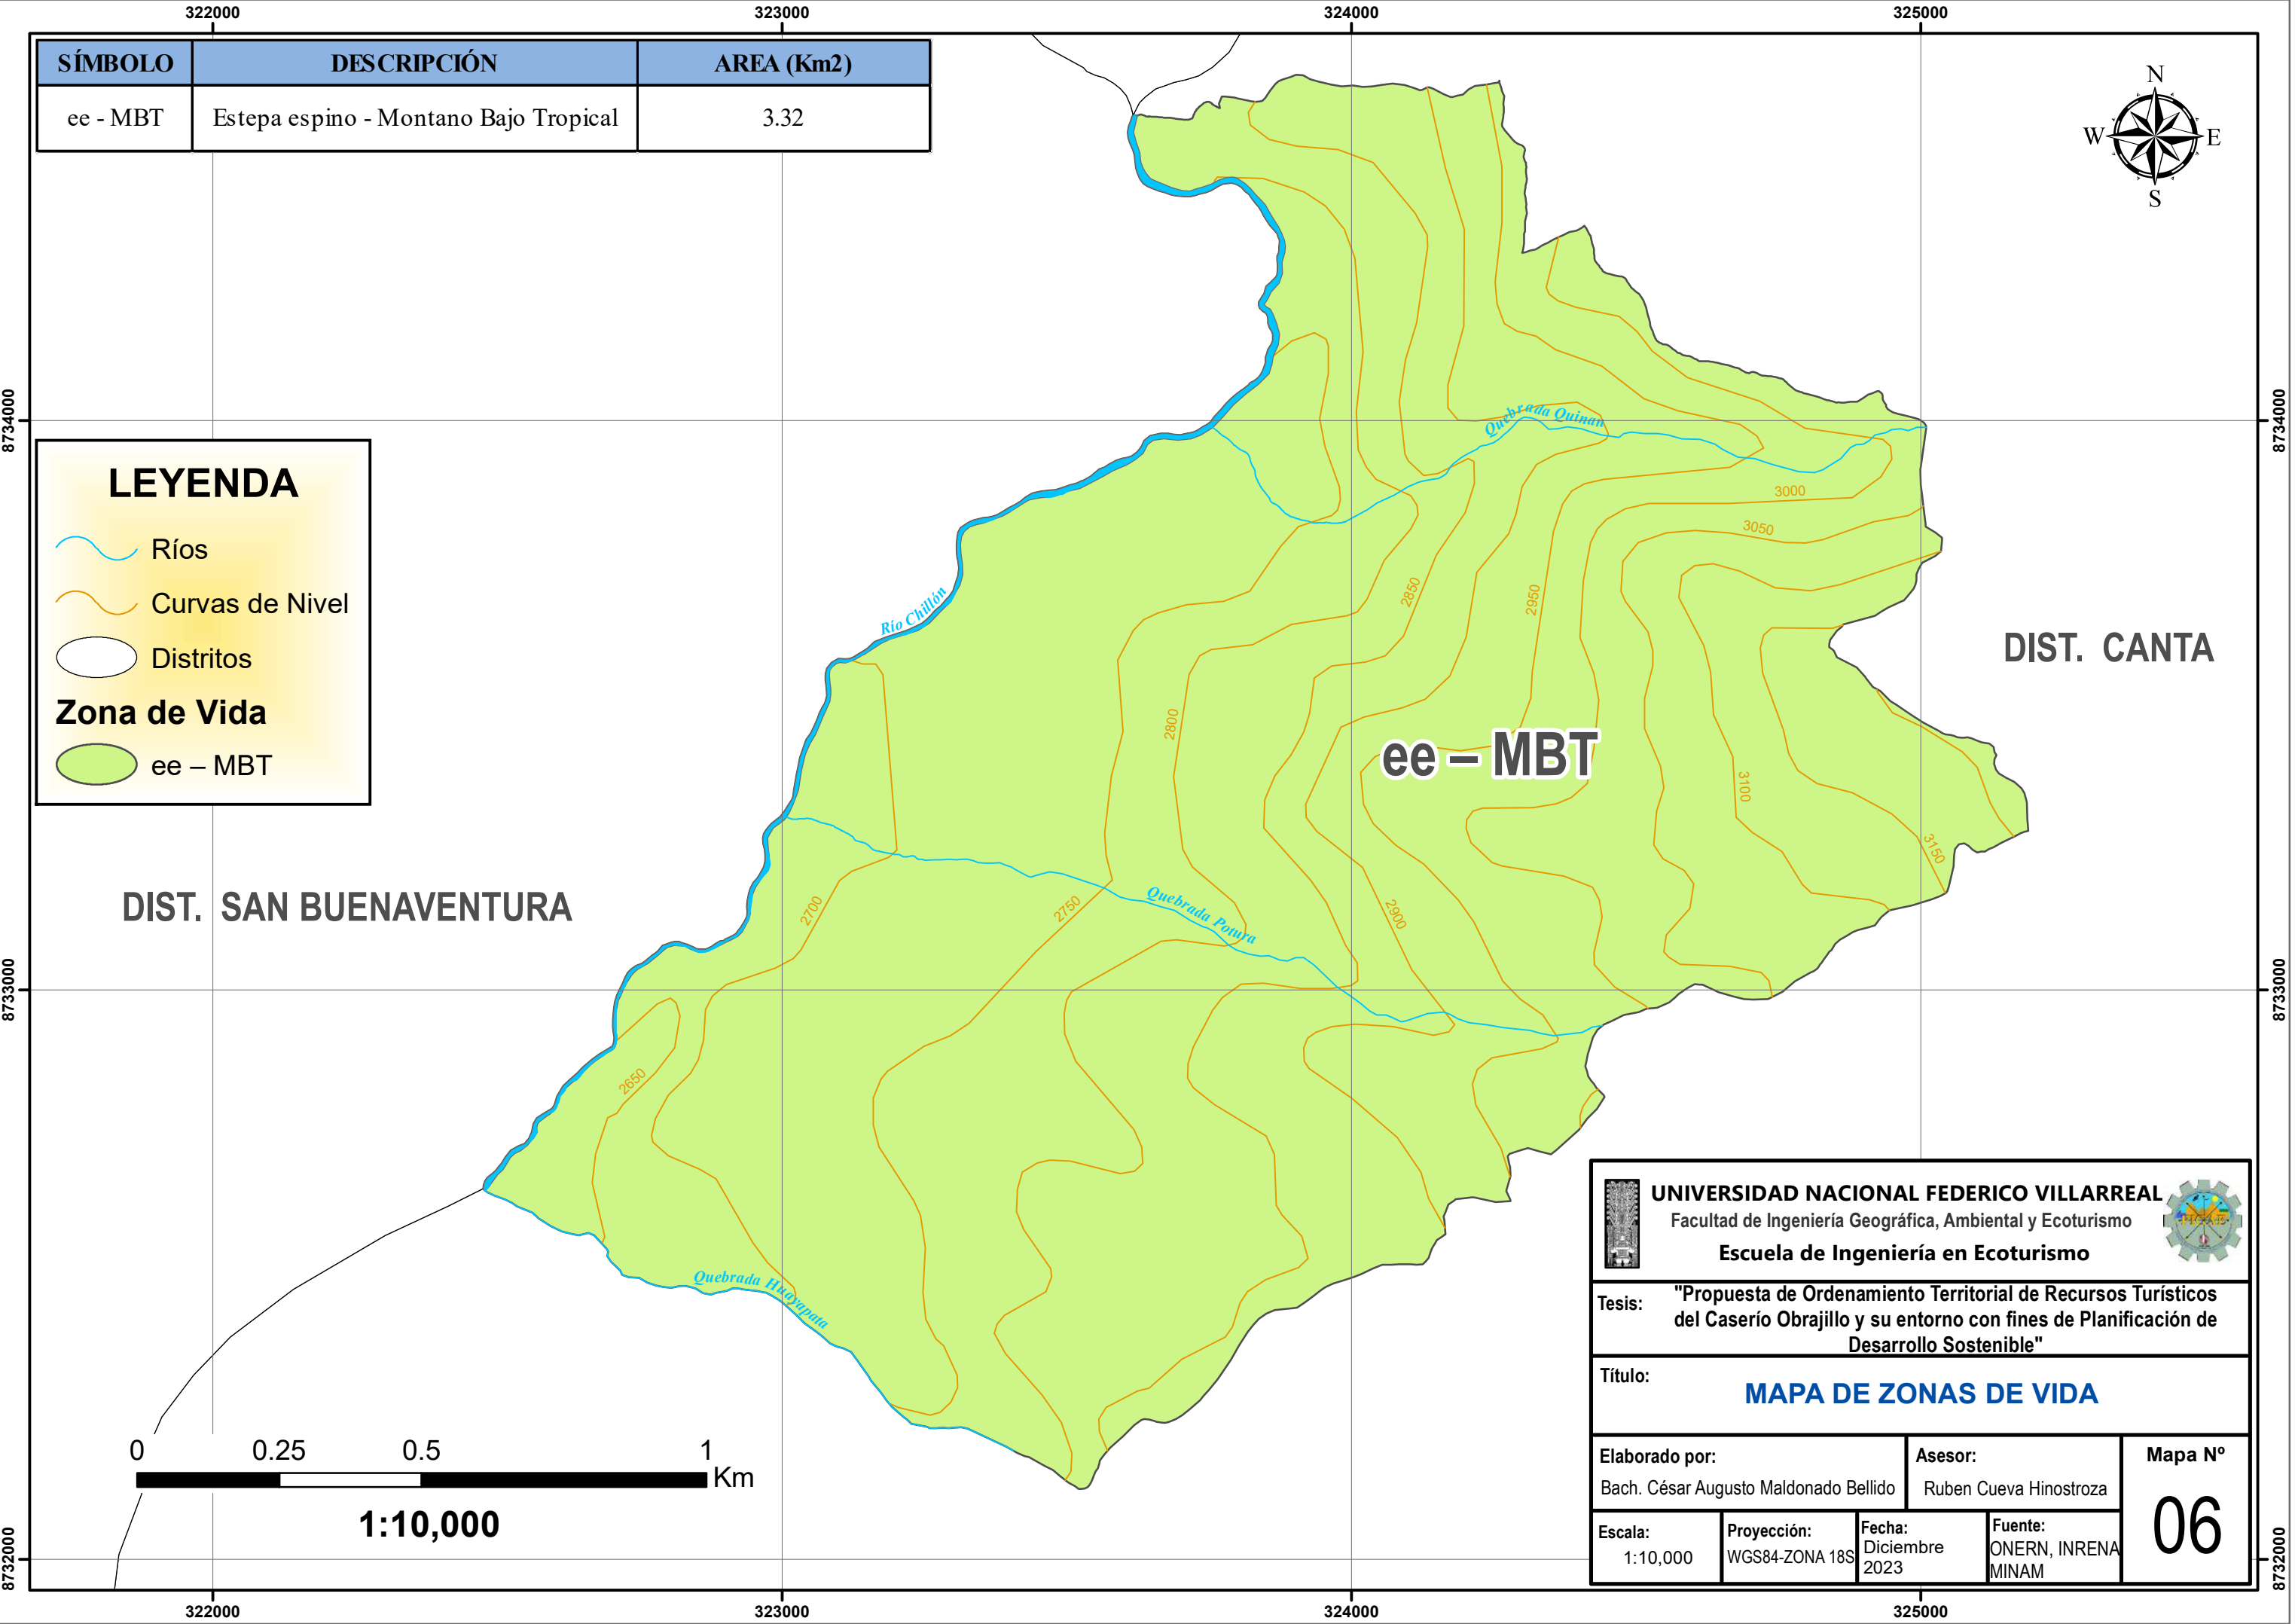 322000
323000
324000
325000
SÍMBOLO DESCRIPCIÓN AREA (Km2)
ee - MBT Estepa espino - Montano Bajo Tropical 3.32
N
W E
S
8734000
8734000
LEYENDA
Ríos
Curvas de Nivel
Distritos
Zona de Vida
ee – MBT
Quebrada Quinan
3000
3050
2850
2950
Río Chillón
DIST. CANTA
2800
ee – MBT
3100
3150
DIST. SAN BUENAVENTURA
2700
2750
Quebrada Potura
2900
8733000
8733000
2650
Quebrada Huayapata
0 0.25 0.5 1
Km
1:10,000
UNIVERSIDAD NACIONAL FEDERICO VILLARREAL
Facultad de Ingeniería Geográfica, Ambiental y Ecoturismo
Escuela de Ingeniería en Ecoturismo
Tesis: "Propuesta de Ordenamiento Territorial de Recursos Turísticos
del Caserío Obrajillo y su entorno con fines de Planificación de
Desarrollo Sostenible"
Título:
MAPA DE ZONAS DE VIDA
Elaborado por:
Bach. César Augusto Maldonado Bellido
Asesor:
Ruben Cueva Hinostroza
Mapa Nº
06
Escala:
1:10,000
Proyección:
WGS84-ZONA 18S
Fecha:
Diciembre
2023
Fuente:
ONERN, INRENA
MINAM
8732000
8732000
322000
323000
324000
325000